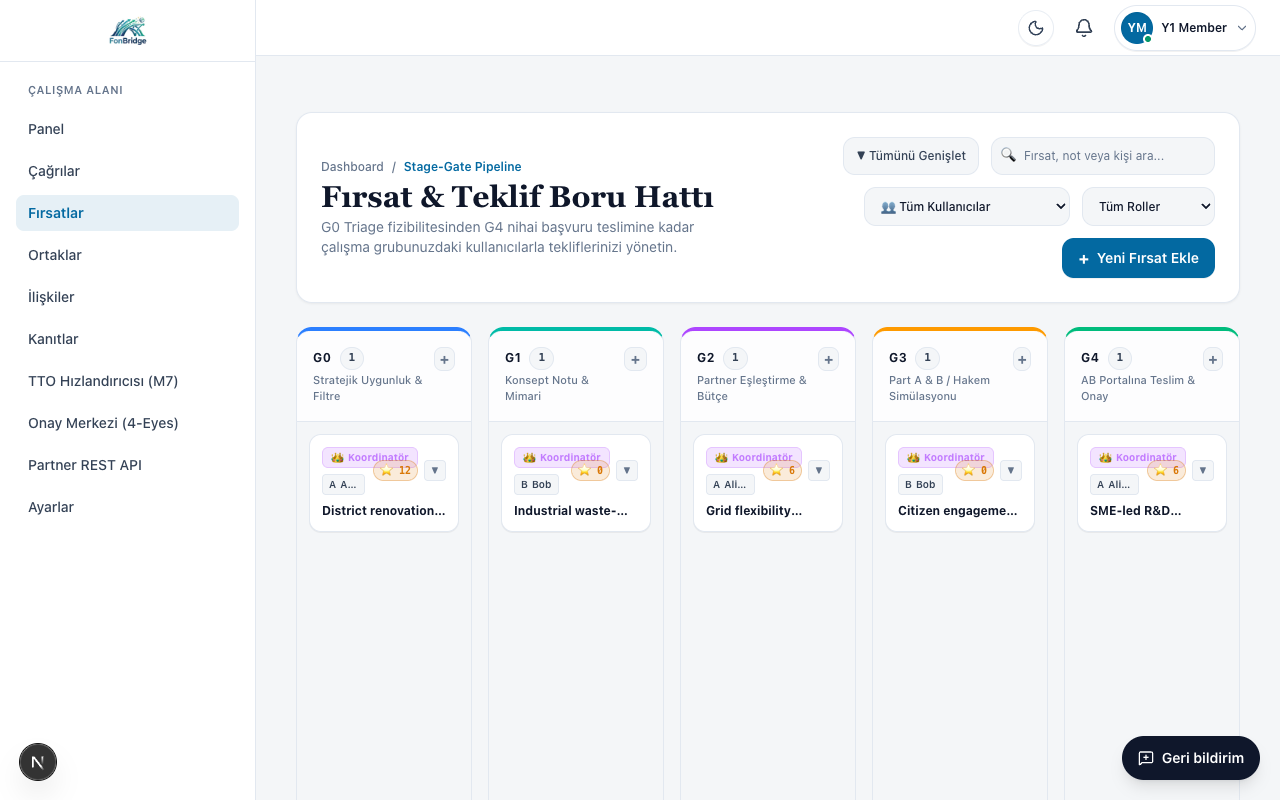 FonBridge
YM
Y1 Member
ÇALIŞMA ALANI
Panel
Çağrılar
Fırsatlar
Ortaklar
İlişkiler
Kanıtlar
TTO Hızlandırıcısı (M7)
Onay Merkezi (4-Eyes)
Partner REST API
Ayarlar
Dashboard / Stage-Gate Pipeline
Fırsat & Teklif Boru Hattı
G0 Triage fizibilitesinden G4 nihai başvuru teslimine kadar
çalışma grubunuzdaki kullanıcılarla tekliflerinizi yönetin.
▼ Tümünü Genişlet
Fırsat, not veya kişi ara...
Tüm Kullanıcılar
Tüm Roller
+ Yeni Fırsat Ekle
G0 1 +
Stratejik Uygunluk &
Filtre
Koordinatör
12 ▼
A A...
District renovation...
G1 1 +
Konsept Notu &
Mimari
Koordinatör
0 ▼
B Bob
Industrial waste-...
G2 1 +
Partner Eşleştirme &
Bütçe
Koordinatör
6 ▼
A Ali...
Grid flexibility...
G3 1 +
Part A & B / Hakem
Simülasyonu
Koordinatör
0 ▼
B Bob
Citizen engageme...
G4 1 +
AB Portalına Teslim &
Onay
Koordinatör
6 ▼
A Ali...
SME-led R&D...
N
Geri bildirim